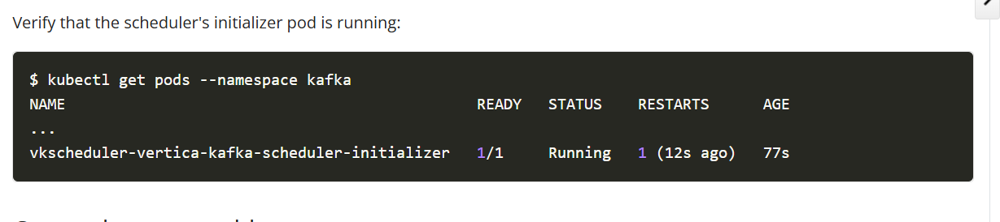 Verify that the scheduler's initializer pod is running:
$ kubectl get pods --namespace kafka
NAME READY STATUS RESTARTS AGE
...
vkscheduler-vertica-kafka-scheduler-initializer 1/1 Running 1 (12s ago) 77s